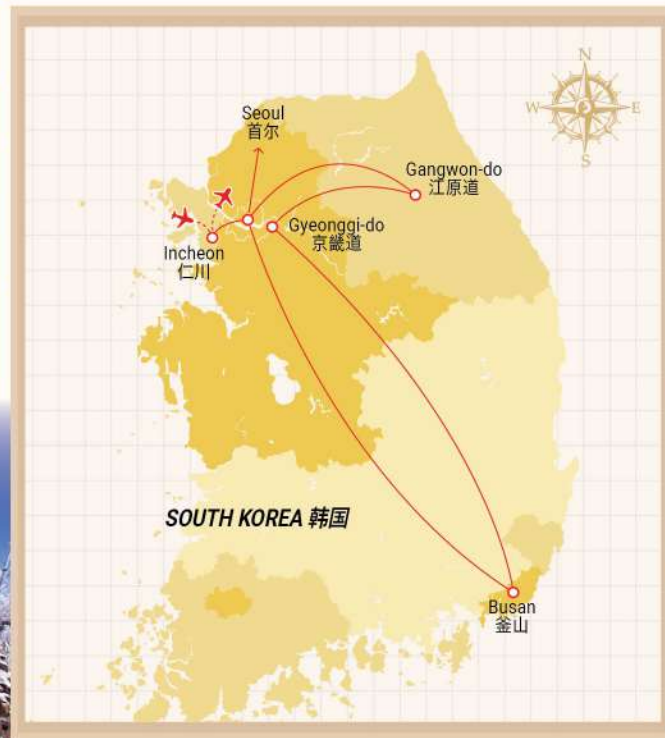 N
W
E
S
Seoul
首尔
Gangwon-do
江原道
Gyeonggi-do
京畿道
Incheon
仁川
SOUTH KOREA 韩国
Busan
釜山